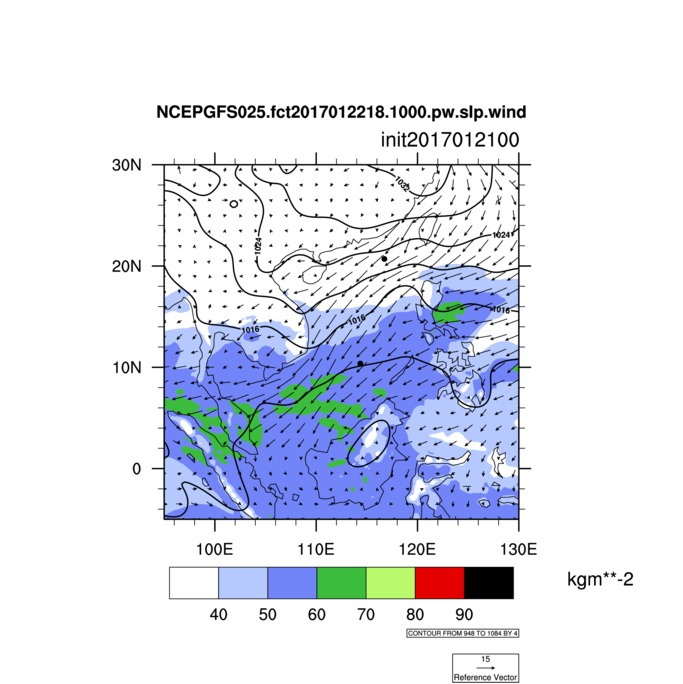 NCEPGFS025.fct2017012218.1000.pw.slp.wind
init2017012100
30N
1032
1024
1024
20N
1016
1016
1016
10N
0
100E 110E 120E 130E
kgm**-2
40 50 60 70 80 90
CONTOUR FROM 948 TO 1084 BY 4
15
Reference Vector